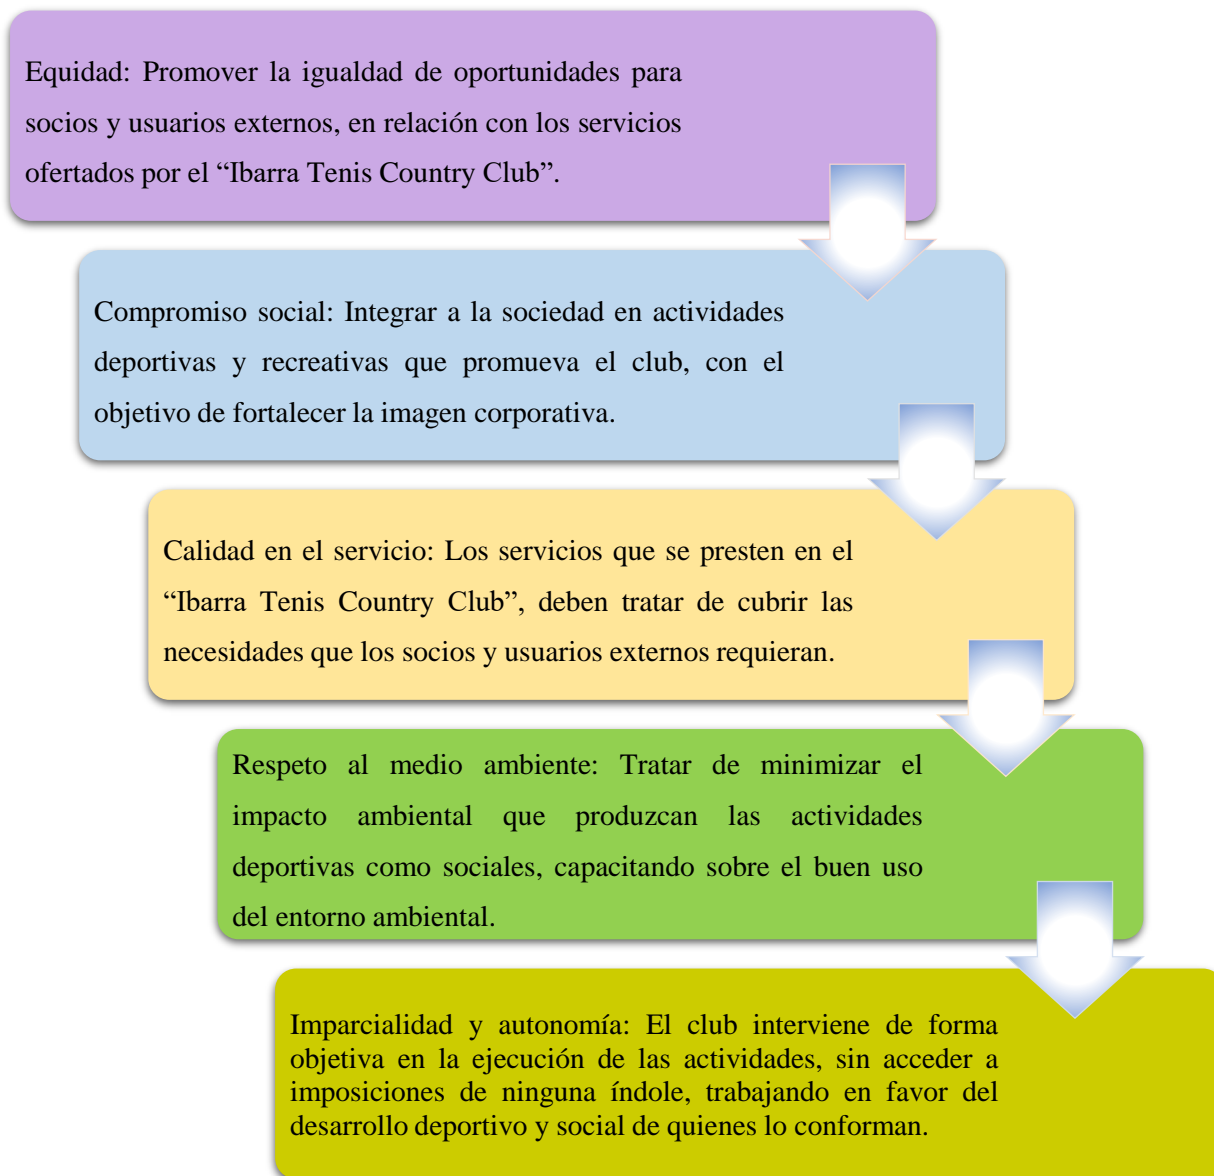 Equidad: Promover la igualdad de oportunidades para
socios y usuarios externos, en relación con los servicios
ofertados por el “Ibarra Tenis Country Club”.
Compromiso social: Integrar a la sociedad en actividades
deportivas y recreativas que promueva el club, con el
objetivo de fortalecer la imagen corporativa.
Calidad en el servicio: Los servicios que se presten en el
“Ibarra Tenis Country Club”, deben tratar de cubrir las
necesidades que los socios y usuarios externos requieran.
Respeto al medio ambiente: Tratar de minimizar el
impacto ambiental que produzcan las actividades
deportivas como sociales, capacitando sobre el buen uso
del entorno ambiental.
Imparcialidad y autonomía: El club interviene de forma
objetiva en la ejecución de las actividades, sin acceder a
imposiciones de ninguna índole, trabajando en favor del
desarrollo deportivo y social de quienes lo conforman.